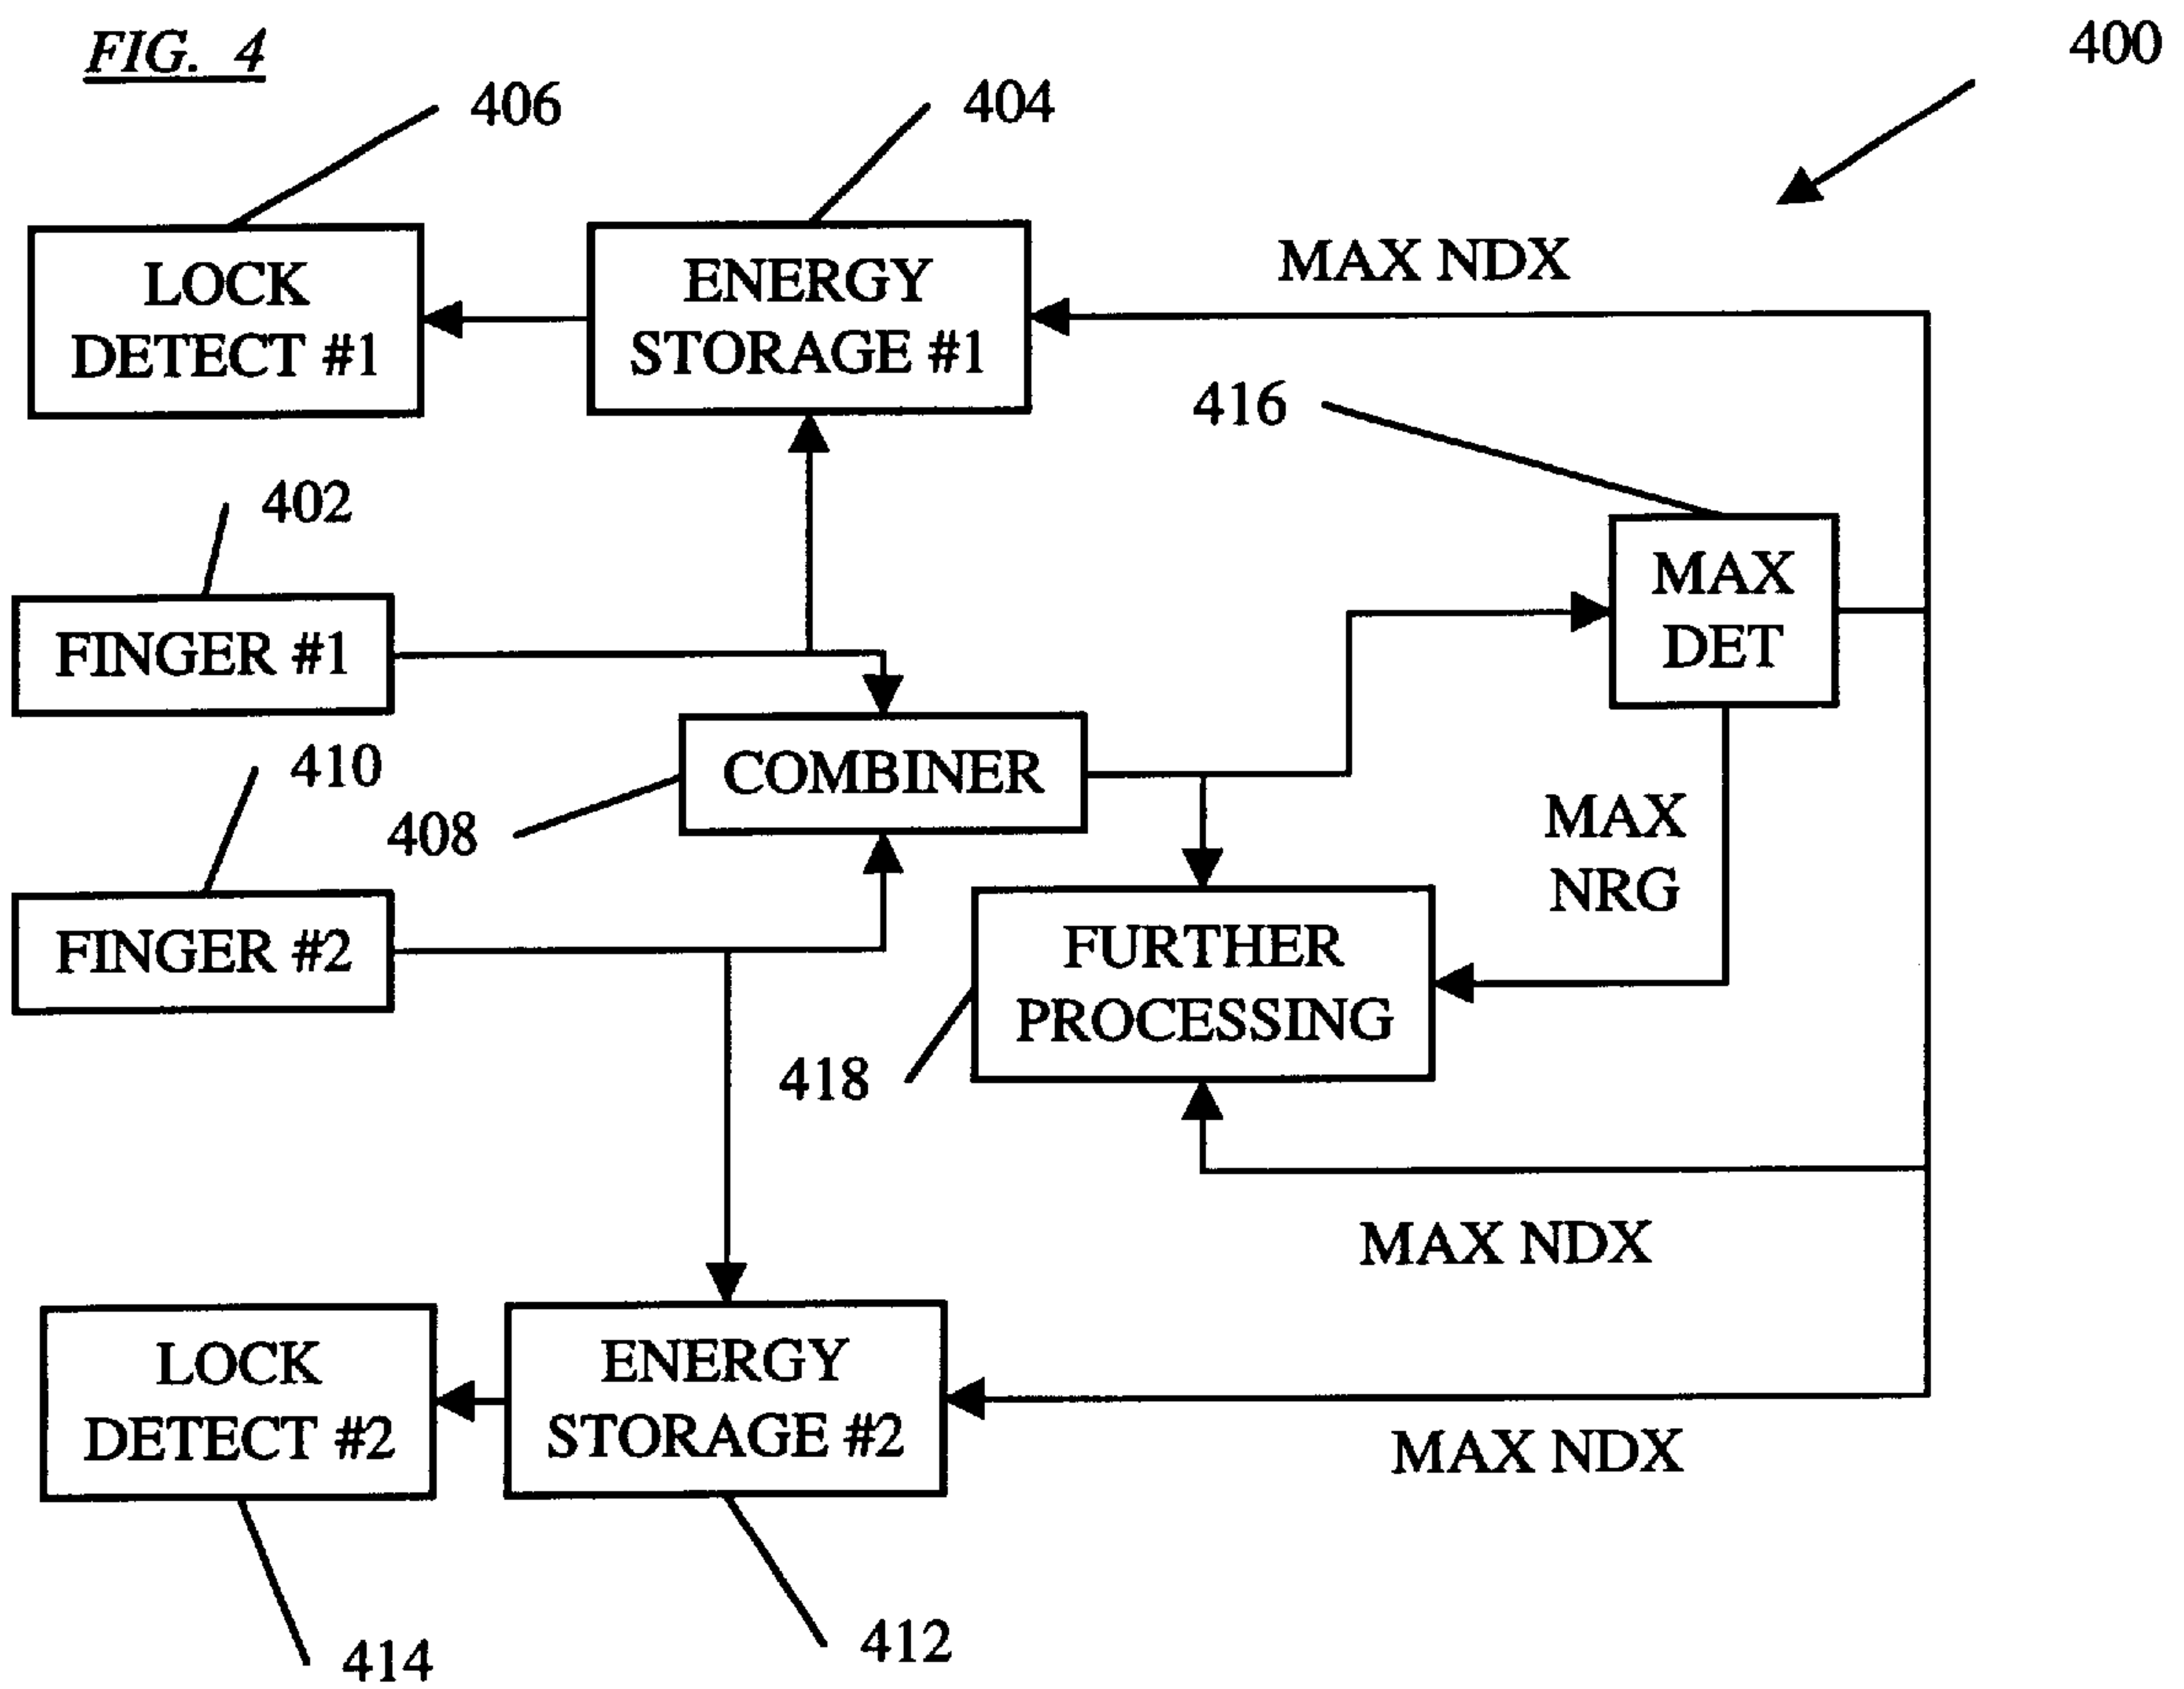 FIG. 4
400
406
404
LOCK
DETECT #1
ENERGY
STORAGE #1
MAX NDX
416
402
FINGER #1
MAX
DET
410
408
COMBINER
MAX
NRG
FINGER #2
FURTHER
PROCESSING
418
MAX NDX
LOCK
DETECT #2
ENERGY
STORAGE #2
MAX NDX
414
412